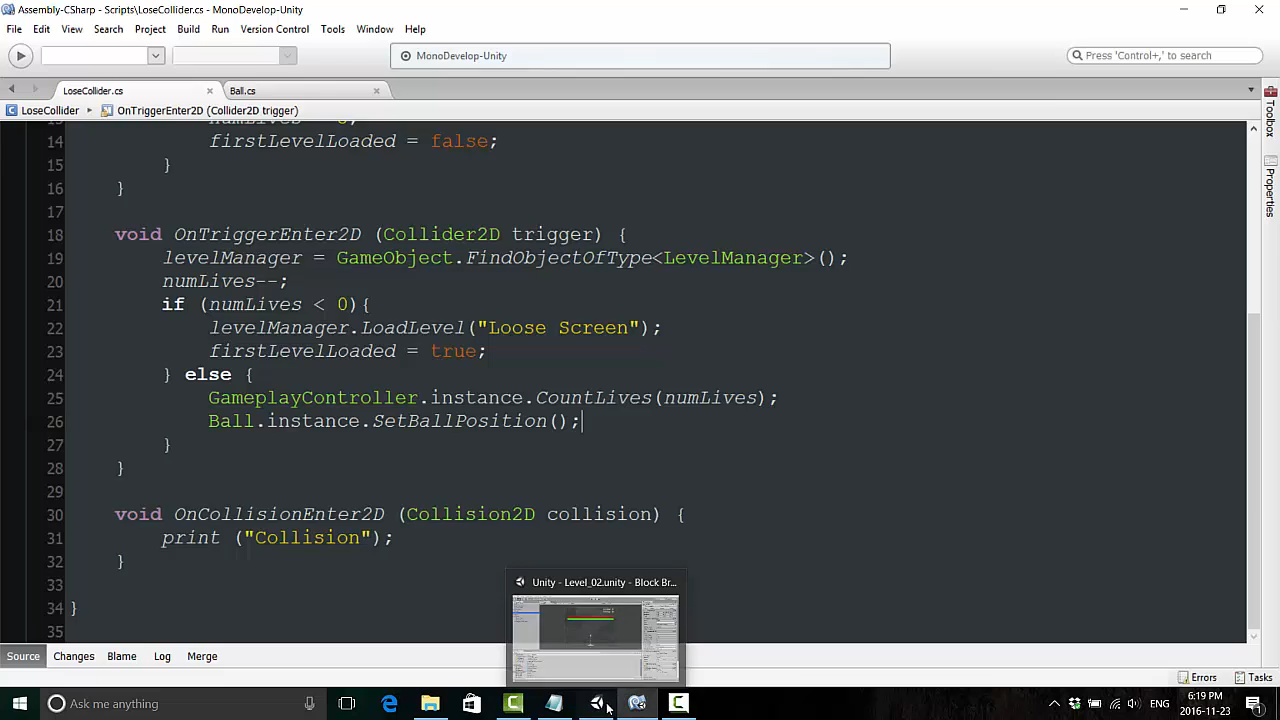 Assembly-CSharp - Scripts\LoseCollider.cs - MonoDevelop-Unity
File Edit View Search Project Build Run Version Control Tools Window Help
MonoDevelop-Unity
Press 'Control+,' to search
LoseCollider.cs
Ball.cs
LoseCollider OnTriggerEnter2D (Collider2D trigger)
14 firstLevelLoaded = false;
15 }
16 }
17
18 void OnTriggerEnter2D (Collider2D trigger) {
19 levelManager = GameObject.FindObjectOfType<LevelManager>();
20 numLives--;
21 if (numLives < 0){
22 levelManager.LoadLevel("Loose Screen");
23 firstLevelLoaded = true;
24 } else {
25 GameplayController.instance.CountLives(numLives);
26 Ball.instance.SetBallPosition();
27 }
28 }
29
30 void OnCollisionEnter2D (Collision2D collision) {
31 print ("Collision");
32 }
33
34 }
35
Toolbox
Properties
Unity - Level_02.unity - Block Br...
Source Changes Blame Log Merge
Errors Tasks
Ask me anything
ENG
6:19 PM
2016-11-23